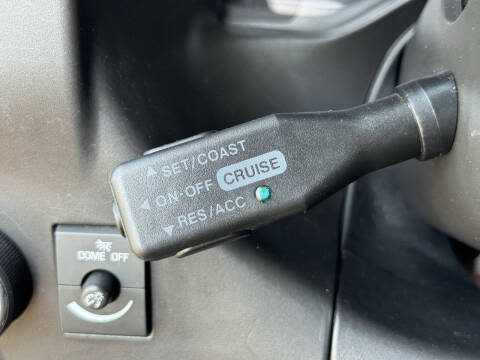 ▲ SET/COAST
◀ ON-OFF CRUISE
▼ RES/ACC
DOME OFF